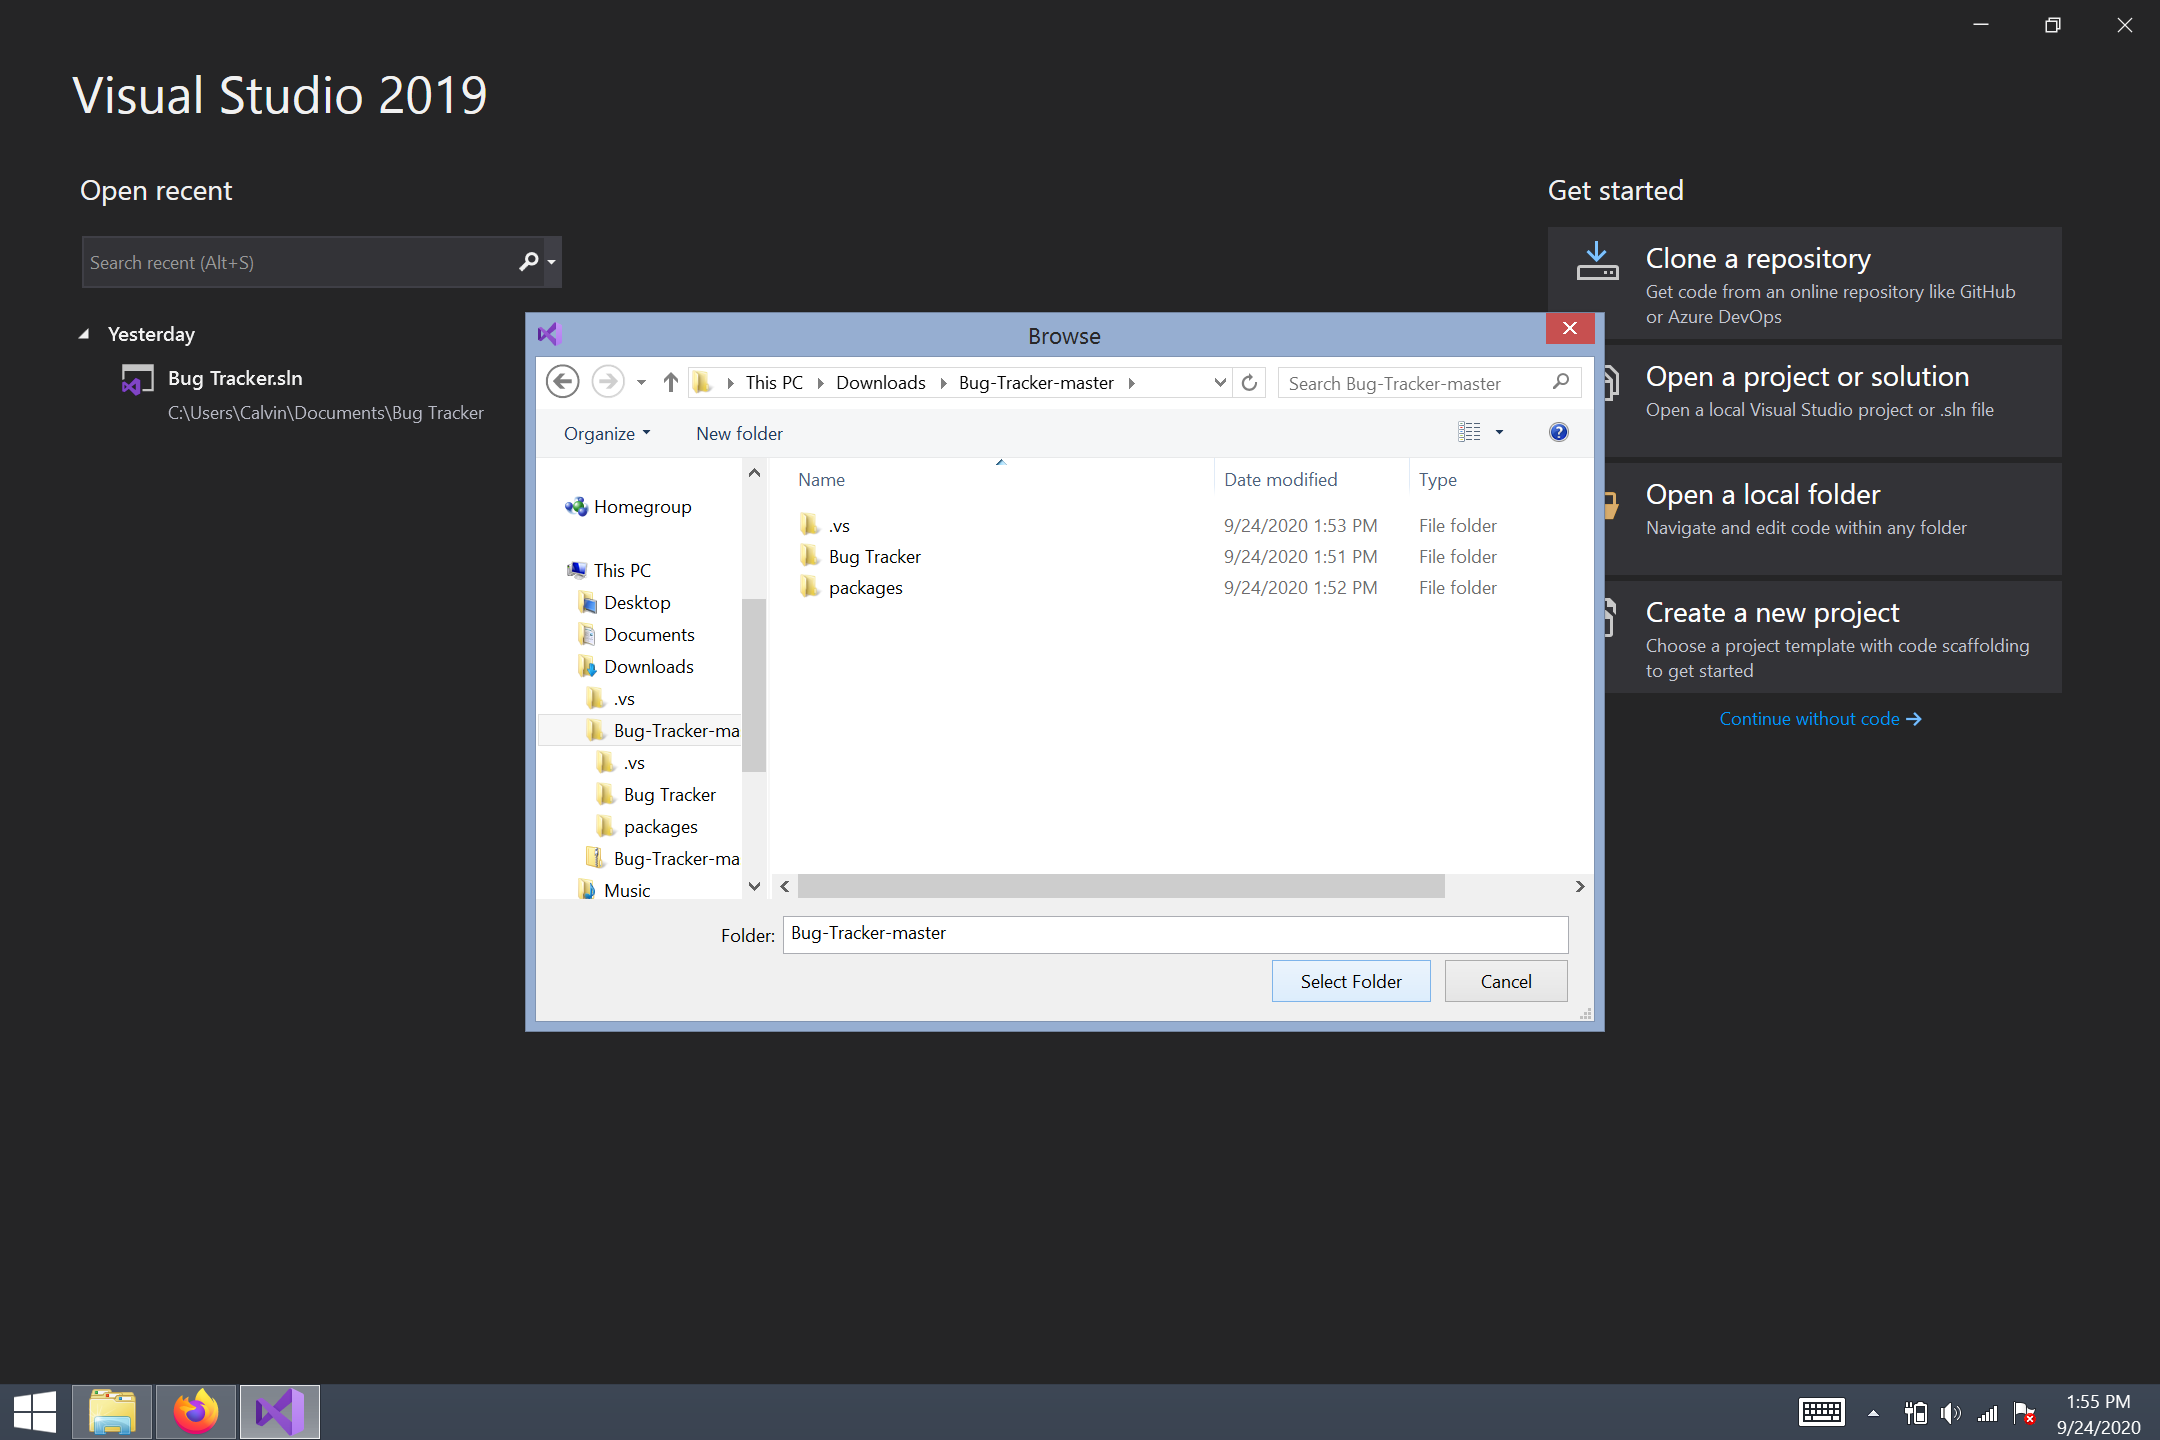 Visual Studio 2019
Open recent
Search recent (Alt+S)
Yesterday
Bug Tracker.sln
C:\Users\Calvin\Documents\Bug Tracker
Get started
Clone a repository
Get code from an online repository like GitHub
or Azure DevOps
Open a project or solution
Open a local Visual Studio project or .sln file
Open a local folder
Navigate and edit code within any folder
Create a new project
Choose a project template with code scaffolding
to get started
Continue without code
Browse
This PC Downloads Bug-Tracker-master
Search Bug-Tracker-master
Organize New folder
?
Homegroup
This PC
Desktop
Documents
Downloads
.vs
Bug-Tracker-ma
.vs
Bug Tracker
packages
Bug-Tracker-ma
Music
Name Date modified Type
.vs 9/24/2020 1:53 PM File folder
Bug Tracker 9/24/2020 1:51 PM File folder
packages 9/24/2020 1:52 PM File folder
Folder: Bug-Tracker-master
Select Folder Cancel
1:55 PM
9/24/2020